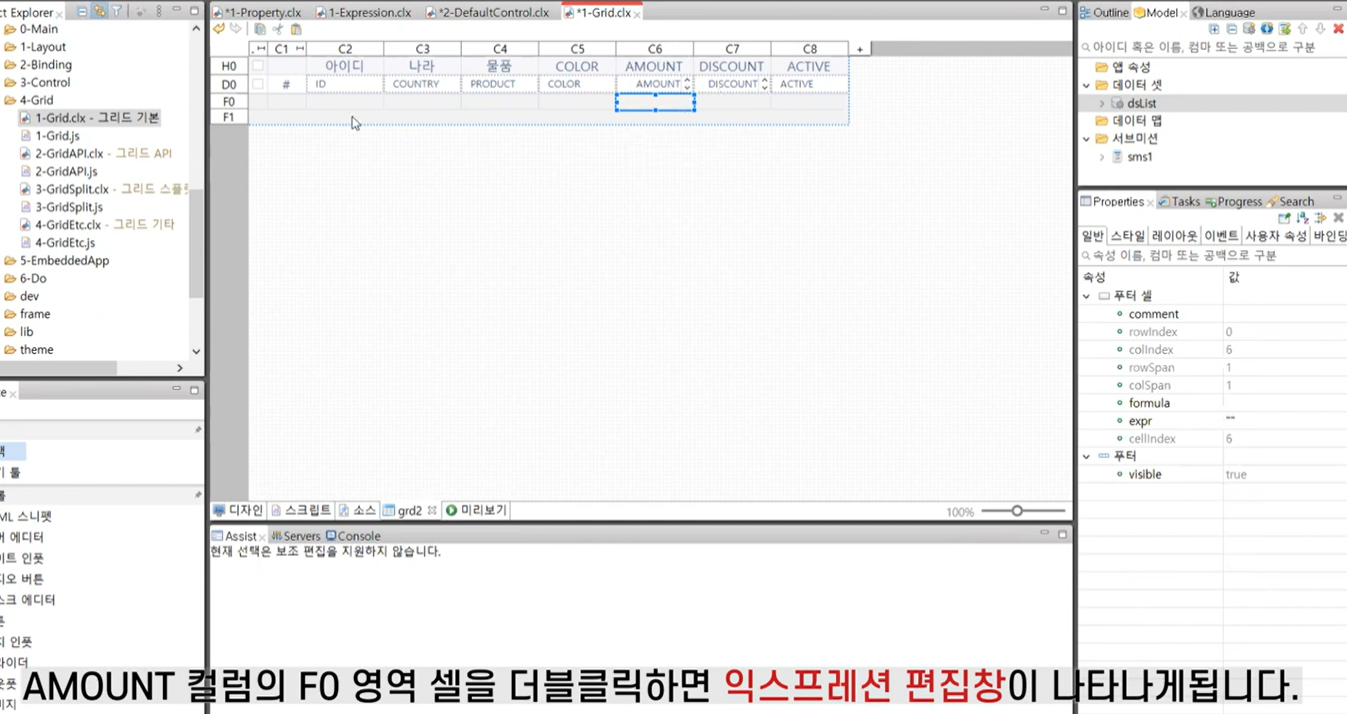 ct Explorer
0-Main
1-Layout
2-Binding
3-Control
4-Grid
1-Grid.clx - 그리드 기본
1-Grid.js
2-GridAPI.clx - 그리드 API
2-GridAPI.js
3-GridSplit.clx - 그리드 스플릿
3-GridSplit.js
4-GridEtc.clx - 그리드 기타
4-GridEtc.js
5-EmbeddedApp
6-Do
dev
frame
lib
theme
*1-Property.clx
1-Expression.clx
*2-DefaultControl.clx
*1-Grid.clx
C1 C2 C3 C4 C5 C6 C7 C8 +
H0 아이디 나라 물품 COLOR AMOUNT DISCOUNT ACTIVE
D0 # ID COUNTRY PRODUCT COLOR AMOUNT DISCOUNT ACTIVE
F0
F1
디자인 스크립트 소스 grd2 미리보기
100%
Assist Servers Console
현재 선택은 보조 편집을 지원하지 않습니다.
Outline Model Language
아이디 혹은 이름, 컴마 또는 공백으로 구분
앱 속성
데이터 셋
dsList
데이터 맵
서브미션
sms1
Properties Tasks Progress Search
일반 스타일 레이아웃 이벤트 사용자 속성 바인딩
속성 이름, 컴마 또는 공백으로 구분
속성 값
푸터 셀
comment
rowIndex 0
colIndex 6
rowSpan 1
colSpan 1
formula
expr ""
cellIndex 6
푸터
visible true
te
택
기 툴
롤
ML 스니펫
버 에디터
이트 인풋
디오 버튼
스크 에디터
튼
지 인풋
라이더
웃풋
미지
AMOUNT 컬럼의 F0 영역 셀을 더블클릭하면 익스프레션 편집창이 나타나게됩니다.